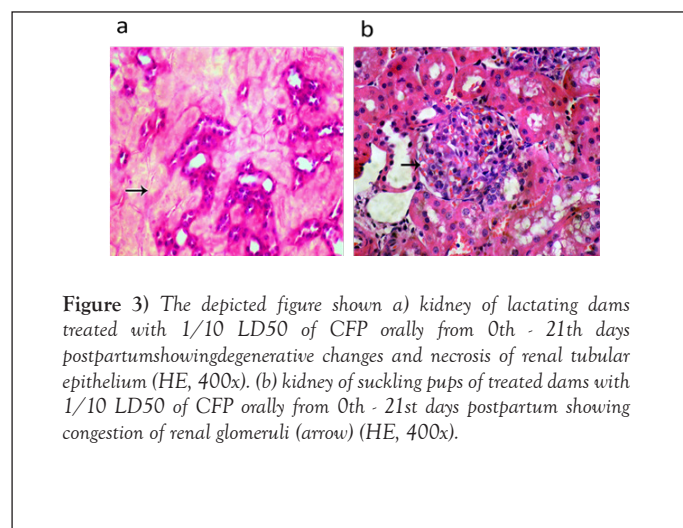 a
b
Figure 3) The depicted figure shown a) kidney of lactating dams
treated with 1/10 LD50 of CFP orally from 0th - 21th days
postpartumshowingdegenerative changes and necrosis of renal tubular
epithelium (HE, 400x). (b) kidney of suckling pups of treated dams with
1/10 LD50 of CFP orally from 0th - 21st days postpartum showing
congestion of renal glomeruli (arrow) (HE, 400x).